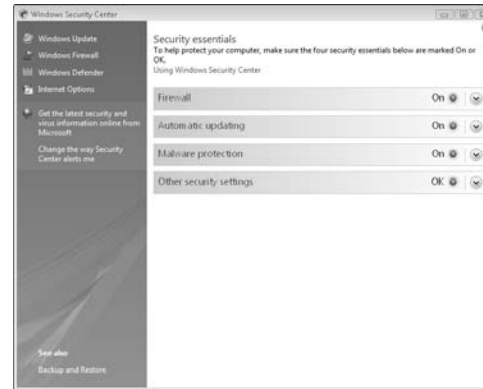 Windows Security Center
Windows Update
Windows Firewall
Windows Defender
Internet Options
Get the latest security and
virus information online from
Microsoft
Change the way Security
Center alerts me
See also
Backup and Restore
Security essentials
To help protect your computer, make sure the four security essentials below are marked On or
OK.
Using Windows Security Center
Firewall On
Automatic updating On
Malware protection On
Other security settings OK